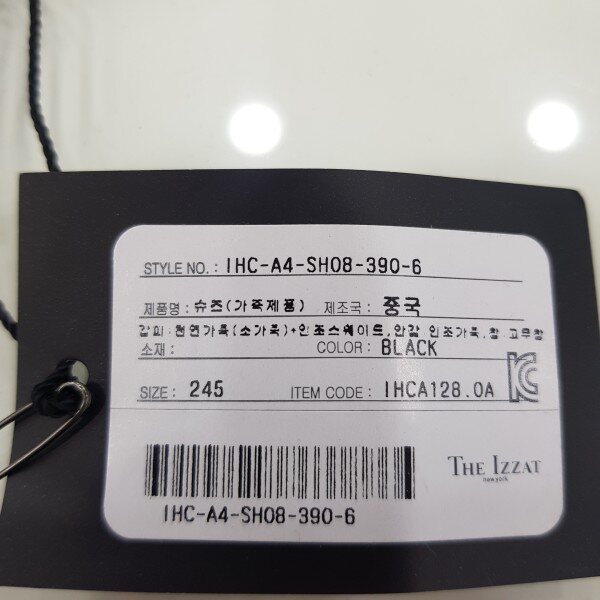 STYLE NO. : IHC-A4-SH08-390-6
제품명 : 슈즈(가죽제품) 제조국 : 중국
겉피:천연가죽(소가죽)+인조스웨이드,안감 인조가죽,창 고무창
소재 : COLOR : BLACK
SIZE : 245 ITEM CODE : IHCA128.0A
IHC-A4-SH08-390-6
THE IZZAT
newyork